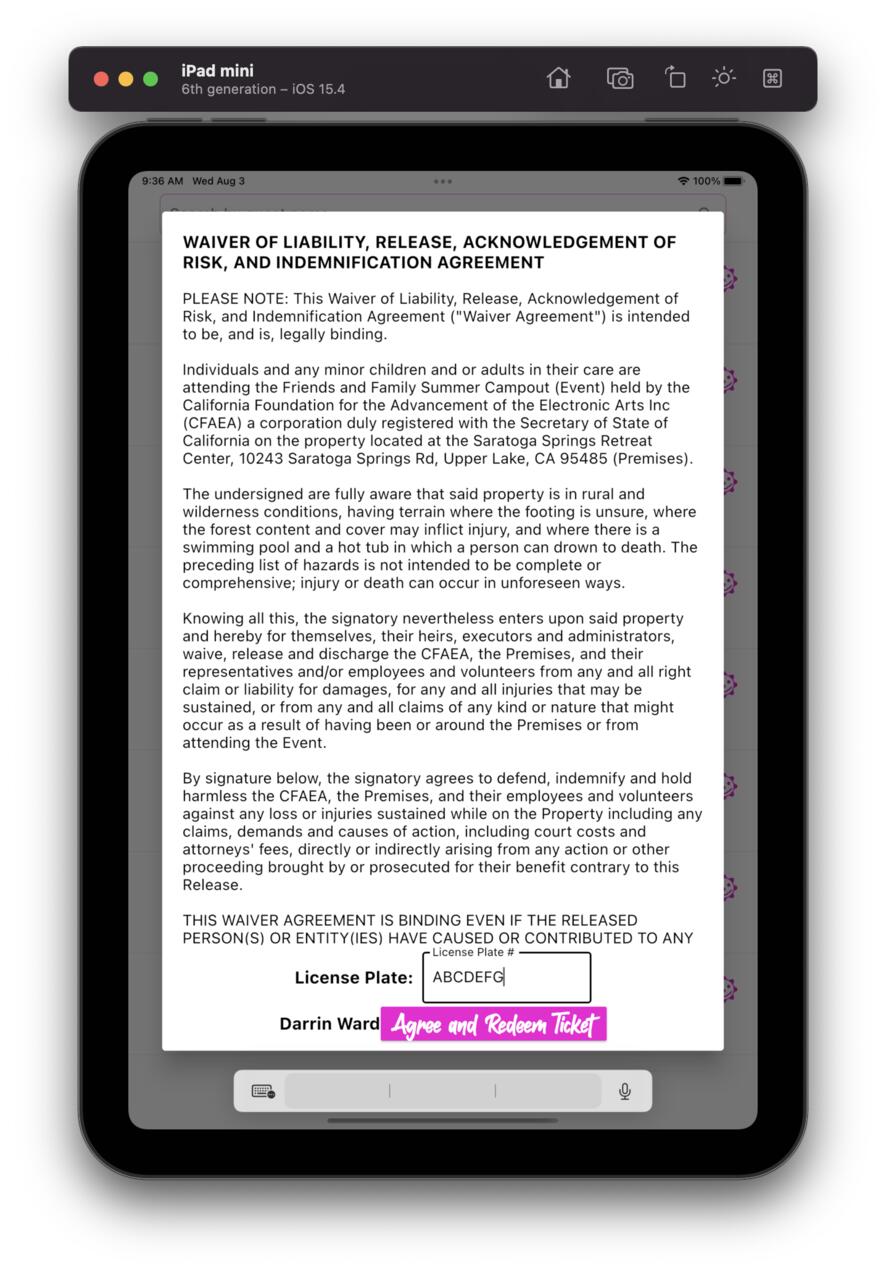 iPad mini
6th generation – iOS 15.4
9:36 AM Wed Aug 3
100%
WAIVER OF LIABILITY, RELEASE, ACKNOWLEDGEMENT OF
RISK, AND INDEMNIFICATION AGREEMENT
PLEASE NOTE: This Waiver of Liability, Release, Acknowledgement of
Risk, and Indemnification Agreement ("Waiver Agreement") is intended
to be, and is, legally binding.
Individuals and any minor children and or adults in their care are
attending the Friends and Family Summer Campout (Event) held by the
California Foundation for the Advancement of the Electronic Arts Inc
(CFAEA) a corporation duly registered with the Secretary of State of
California on the property located at the Saratoga Springs Retreat
Center, 10243 Saratoga Springs Rd, Upper Lake, CA 95485 (Premises).
The undersigned are fully aware that said property is in rural and
wilderness conditions, having terrain where the footing is unsure, where
the forest content and cover may inflict injury, and where there is a
swimming pool and a hot tub in which a person can drown to death. The
preceding list of hazards is not intended to be complete or
comprehensive; injury or death can occur in unforeseen ways.
Knowing all this, the signatory nevertheless enters upon said property
and hereby for themselves, their heirs, executors and administrators,
waive, release and discharge the CFAEA, the Premises, and their
representatives and/or employees and volunteers from any and all right
claim or liability for damages, for any and all injuries that may be
sustained, or from any and all claims of any kind or nature that might
occur as a result of having been or around the Premises or from
attending the Event.
By signature below, the signatory agrees to defend, indemnify and hold
harmless the CFAEA, the Premises, and their employees and volunteers
against any loss or injuries sustained while on the Property including any
claims, demands and causes of action, including court costs and
attorneys' fees, directly or indirectly arising from any action or other
proceeding brought by or prosecuted for their benefit contrary to this
Release.
THIS WAIVER AGREEMENT IS BINDING EVEN IF THE RELEASED
PERSON(S) OR ENTITY(IES) HAVE CAUSED OR CONTRIBUTED TO ANY
License Plate #
License Plate: ABCDEFG
Darrin Ward Agree and Redeem Ticket